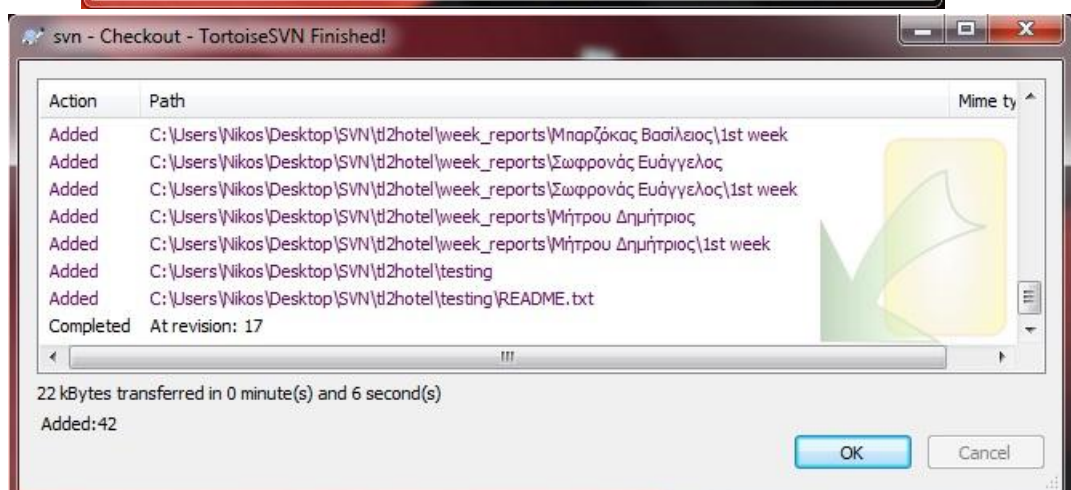 svn - Checkout - TortoiseSVN Finished!
Action Path Mime ty
Added C:\Users\Nikos\Desktop\SVN\tl2hotel\week_reports\Μπαρζόκας Βασίλειος\1st week
Added C:\Users\Nikos\Desktop\SVN\tl2hotel\week_reports\Σωφρονάς Ευάγγελος
Added C:\Users\Nikos\Desktop\SVN\tl2hotel\week_reports\Σωφρονάς Ευάγγελος\1st week
Added C:\Users\Nikos\Desktop\SVN\tl2hotel\week_reports\Μήτρου Δημήτριος
Added C:\Users\Nikos\Desktop\SVN\tl2hotel\week_reports\Μήτρου Δημήτριος\1st week
Added C:\Users\Nikos\Desktop\SVN\tl2hotel\testing
Added C:\Users\Nikos\Desktop\SVN\tl2hotel\testing\README.txt
Completed At revision: 17
22 kBytes transferred in 0 minute(s) and 6 second(s)
Added:42
OK Cancel